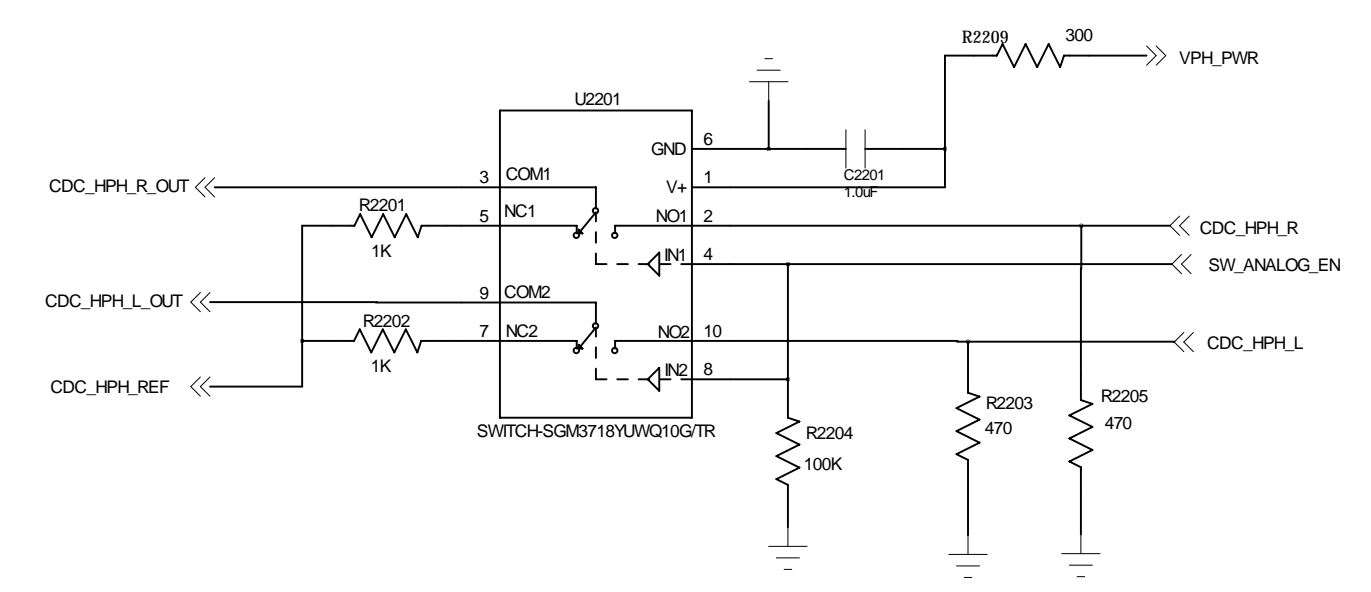 R2209
300
VPH_PWR
U2201
GND
6
C2201
1.0uF
CDC_HPH_R_OUT
3
COM1
V+
1
R2201
1K
5
NC1
NO1
2
CDC_HPH_R
IN1
4
SW_ANALOG_EN
CDC_HPH_L_OUT
9
COM2
R2202
1K
7
NC2
NO2
10
CDC_HPH_L
IN2
8
CDC_HPH_REF
SWITCH-SGM3718YUWQ10G/TR
R2204
100K
R2203
470
R2205
470